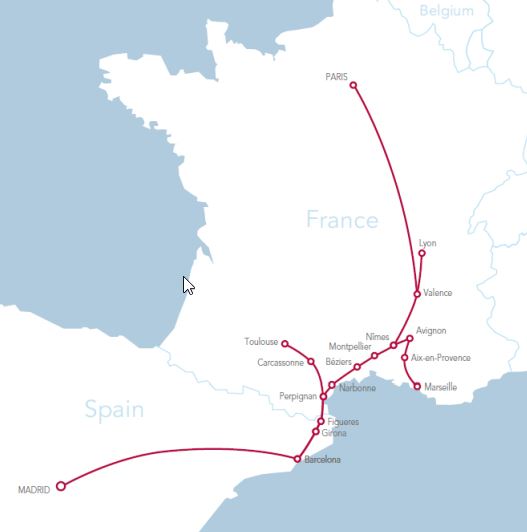 Belgium
PARIS
France
Lyon
Valence
Avignon
Nîmes
Toulouse
Montpellier
Carcassonne
Béziers
Aix-en-Provence
Narbonne
Marseille
Perpignan
Spain
Figueres
Girona
Barcelona
MADRID